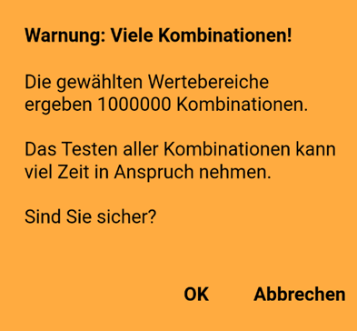 Warnung: Viele Kombinationen!
Die gewählten Wertebereiche
ergeben 1000000 Kombinationen.
Das Testen aller Kombinationen kann
viel Zeit in Anspruch nehmen.
Sind Sie sicher?
OK Abbrechen